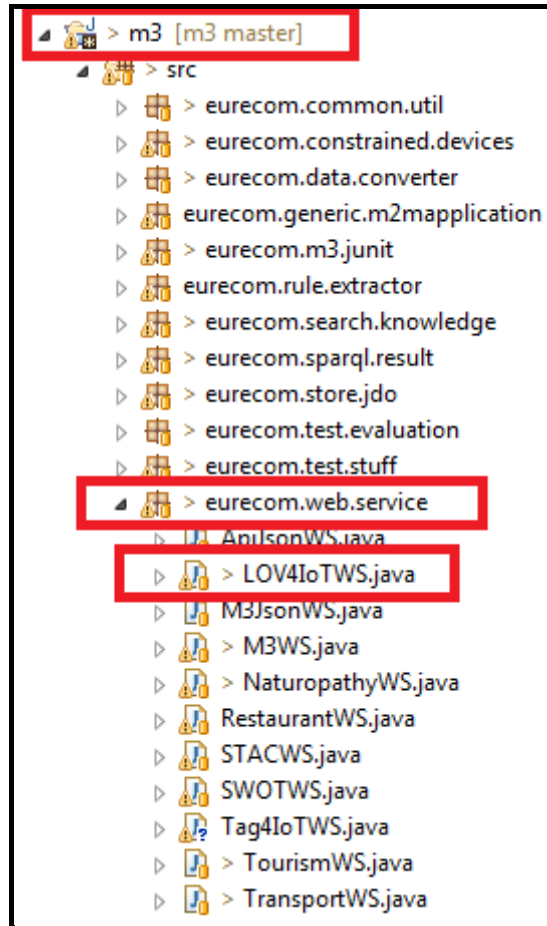 > m3 [m3 master]
> src
> eurecom.common.util
> eurecom.constrained.devices
> eurecom.data.converter
eurecom.generic.m2mapplication
> eurecom.m3.junit
eurecom.rule.extractor
> eurecom.search.knowledge
> eurecom.sparql.result
> eurecom.store.jdo
> eurecom.test.evaluation
> eurecom.test.stuff
> eurecom.web.service
ApiJsonWS.java
> LOV4IoTWS.java
M3JsonWS.java
> M3WS.java
> NaturopathyWS.java
RestaurantWS.java
STACWS.java
SWOTWS.java
Tag4IoTWS.java
> TourismWS.java
> TransportWS.java